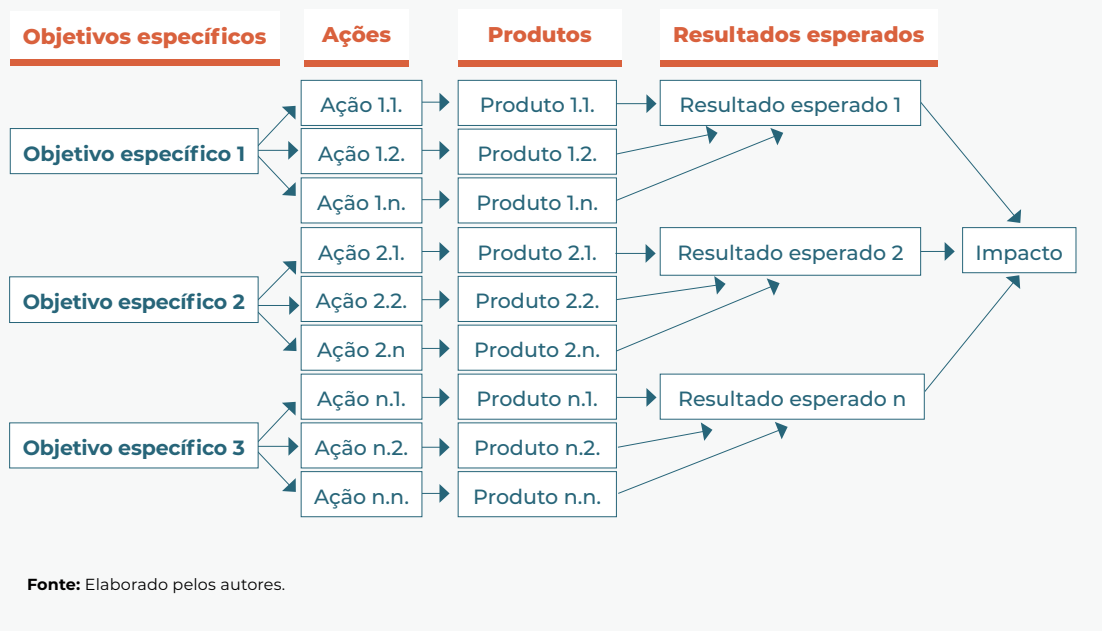 Objetivos específicos
Ações
Produtos
Resultados esperados
Ação 1.1.
Produto 1.1.
Resultado esperado 1
Objetivo específico 1
Ação 1.2.
Produto 1.2.
Ação 1.n.
Produto 1.n.
Ação 2.1.
Produto 2.1.
Resultado esperado 2
Impacto
Objetivo específico 2
Ação 2.2.
Produto 2.2.
Ação 2.n
Produto 2.n.
Ação n.1.
Produto n.1.
Resultado esperado n
Objetivo específico 3
Ação n.2.
Produto n.2.
Ação n.n.
Produto n.n.
Fonte: Elaborado pelos autores.